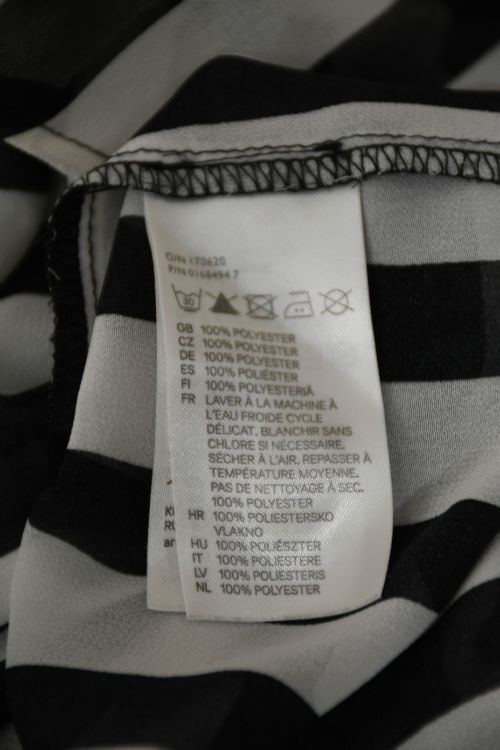 O/N 170620
P/N 0168494 7
30
GB 100% POLYESTER
CZ 100% POLYESTER
DE 100% POLYESTER
ES 100% POLIÉSTER
FI 100% POLYESTERIÄ
FR LAVER À LA MACHINE À
L'EAU FROIDE CYCLE
DÉLICAT. BLANCHIR SANS
CHLORE SI NÉCESSAIRE.
SÉCHER À L'AIR. REPASSER À
TEMPÉRATURE MOYENNE.
PAS DE NETTOYAGE À SEC.
100% POLYESTER
HR 100% POLIESTERSKO
VLAKNO
HU 100% POLIÉSZTER
IT 100% POLIESTERE
LV 100% POLIESTERIS
NL 100% POLYESTER